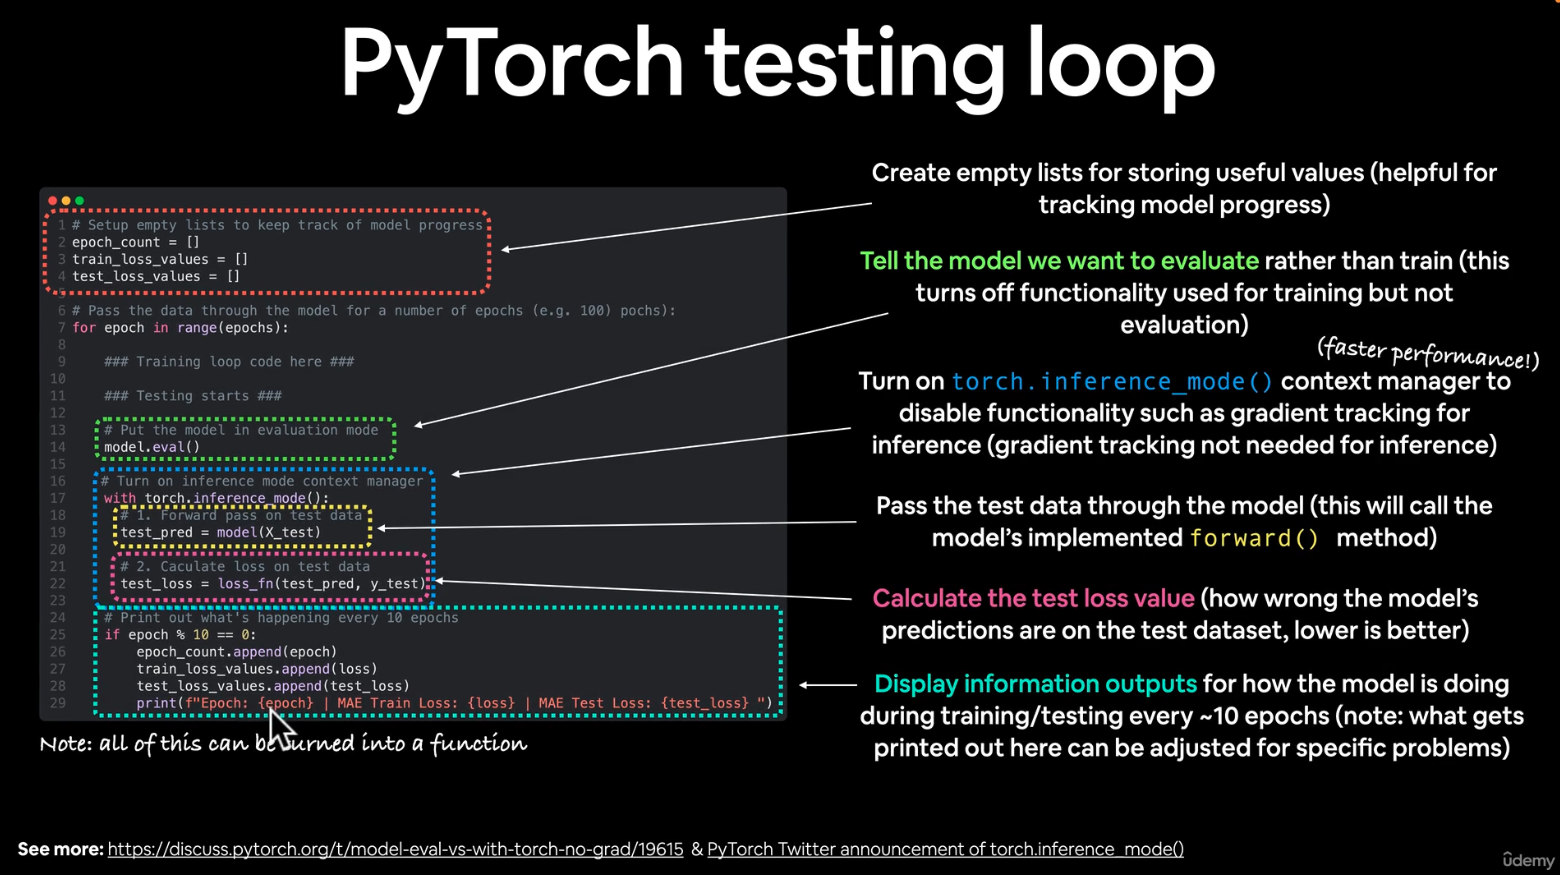 PyTorch testing loop
1 # Setup empty lists to keep track of model progress
2 epoch_count = []
3 train_loss_values = []
4 test_loss_values = []
5
6 # Pass the data through the model for a number of epochs (e.g. 100) pochs):
7 for epoch in range(epochs):
8
9 ### Training loop code here ###
10
11 ### Testing starts ###
12
13 # Put the model in evaluation mode
14 model.eval()
15
16 # Turn on inference mode context manager
17 with torch.inference_mode():
18 # 1. Forward pass on test data
19 test_pred = model(X_test)
20
21 # 2. Caculate loss on test data
22 test_loss = loss_fn(test_pred, y_test)
23
24 # Print out what's happening every 10 epochs
25 if epoch % 10 == 0:
26 epoch_count.append(epoch)
27 train_loss_values.append(loss)
28 test_loss_values.append(test_loss)
29 print(f"Epoch: {epoch} | MAE Train Loss: {loss} | MAE Test Loss: {test_loss} ")
Note: all of this can be turned into a function
Create empty lists for storing useful values (helpful for
tracking model progress)
Tell the model we want to evaluate rather than train (this
turns off functionality used for training but not
evaluation)
(faster performance!)
Turn on torch.inference_mode() context manager to
disable functionality such as gradient tracking for
inference (gradient tracking not needed for inference)
Pass the test data through the model (this will call the
model’s implemented forward() method)
Calculate the test loss value (how wrong the model’s
predictions are on the test dataset, lower is better)
Display information outputs for how the model is doing
during training/testing every ~10 epochs (note: what gets
printed out here can be adjusted for specific problems)
See more: https://discuss.pytorch.org/t/model-eval-vs-with-torch-no-grad/19615 & PyTorch Twitter announcement of torch.inference_mode()
ûdemy